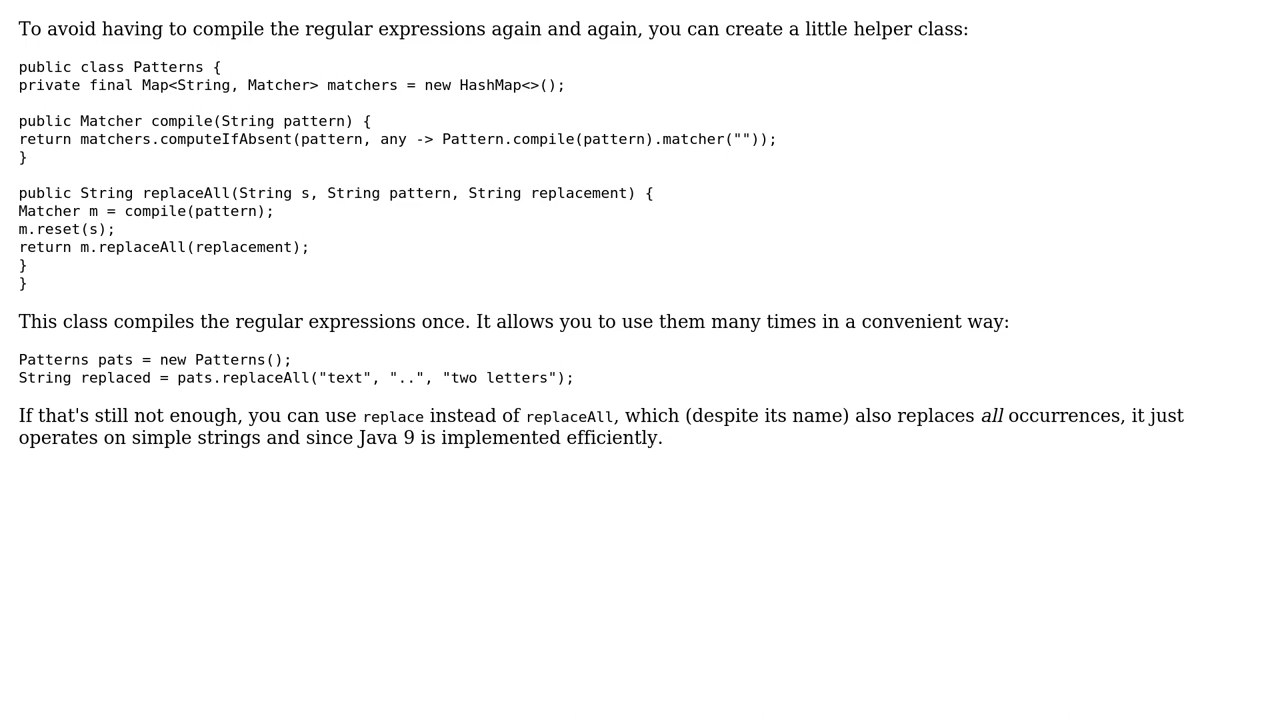 To avoid having to compile the regular expressions again and again, you can create a little helper class:
public class Patterns {
private final Map<String, Matcher> matchers = new HashMap<>();
public Matcher compile(String pattern) {
return matchers.computeIfAbsent(pattern, any -> Pattern.compile(pattern).matcher(""));
}
public String replaceAll(String s, String pattern, String replacement) {
Matcher m = compile(pattern);
m.reset(s);
return m.replaceAll(replacement);
}
}
This class compiles the regular expressions once. It allows you to use them many times in a convenient way:
Patterns pats = new Patterns();
String replaced = pats.replaceAll("text", "..", "two letters");
If that's still not enough, you can use replace instead of replaceAll, which (despite its name) also replaces all occurrences, it just
operates on simple strings and since Java 9 is implemented efficiently.